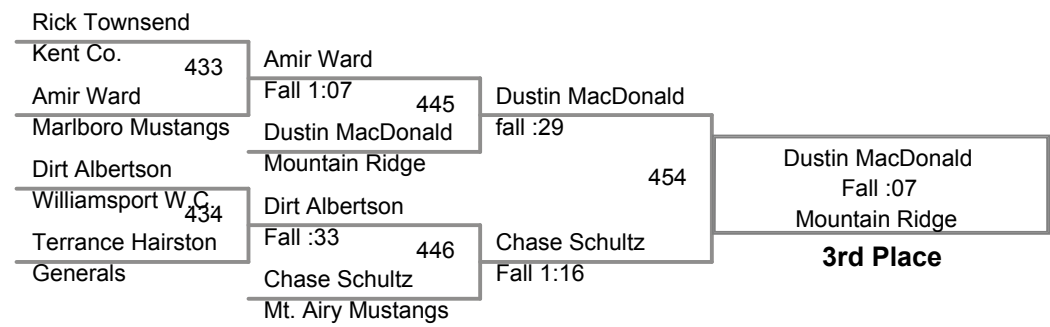 Rick Townsend
Kent Co.
433
Amir Ward
Marlboro Mustangs
Dirt Albertson
Williamsport W.C.
434
Terrance Hairston
Generals
Amir Ward
Fall 1:07
445
Dustin MacDonald
Mountain Ridge
Dirt Albertson
Fall :33
446
Chase Schultz
Mt. Airy Mustangs
Dustin MacDonald
fall :29
454
Chase Schultz
Fall 1:16
Dustin MacDonald
Fall :07
Mountain Ridge
3rd Place